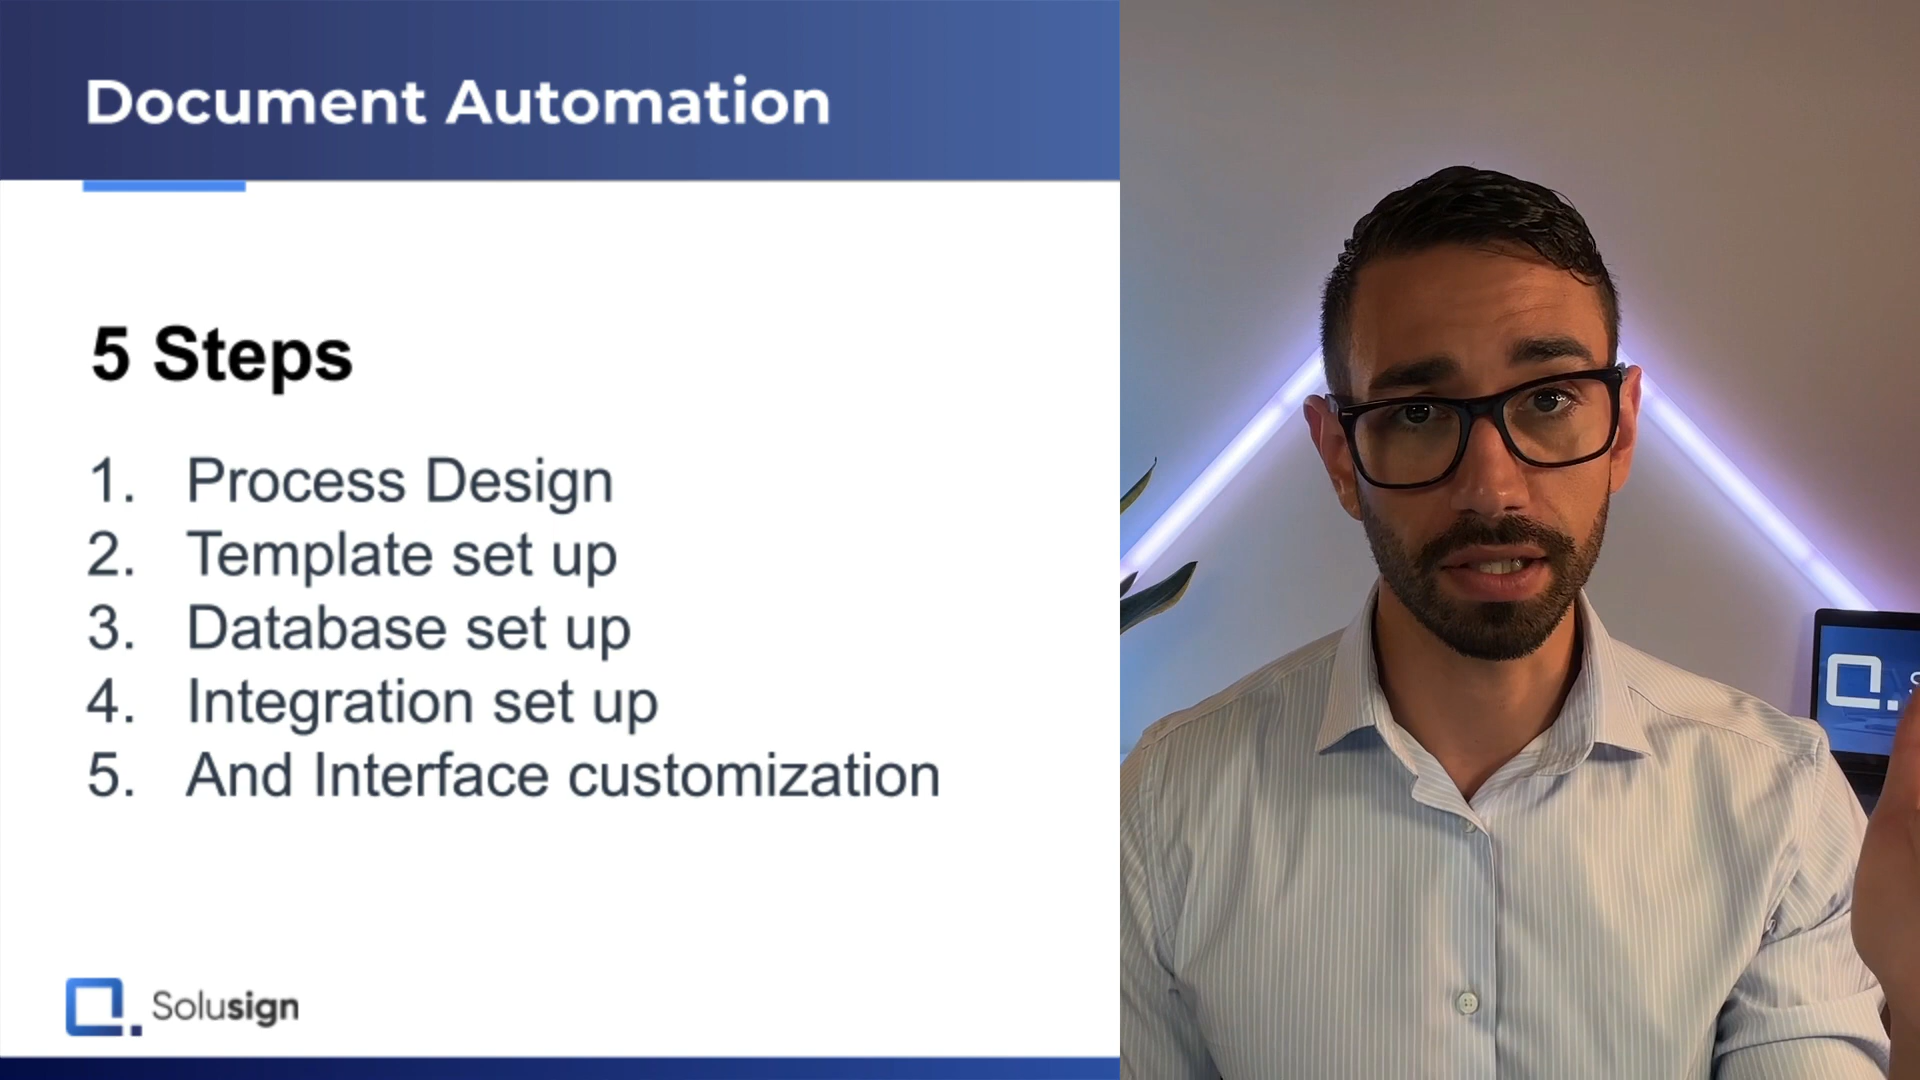 Document Automation
5 Steps
1. Process Design
2. Template set up
3. Database set up
4. Integration set up
5. And Interface customization
Solusign